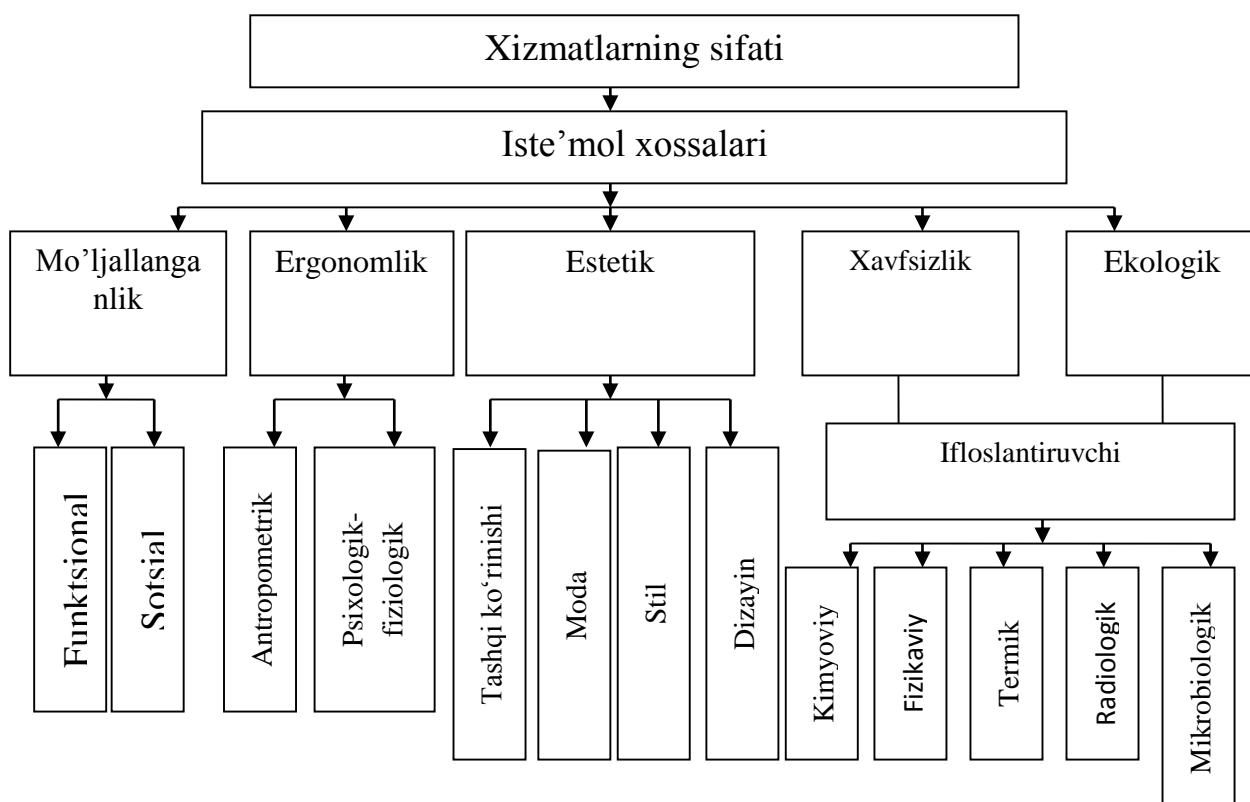 Xizmatlarning sifati
Iste’mol xossalari
Mo’ljallanga
nlik
Ergonomlik
Estetik
Xavfsizlik
Ekologik
Ifloslantiruvchi
Funktsional
Sotsial
Antropometrik
Psixologik-
fiziologik
Tashqi ko‘rinishi
Moda
Stil
Dizayin
Kimyoviy
Fizikaviy
Termik
Radiologik
Mikrobiologik